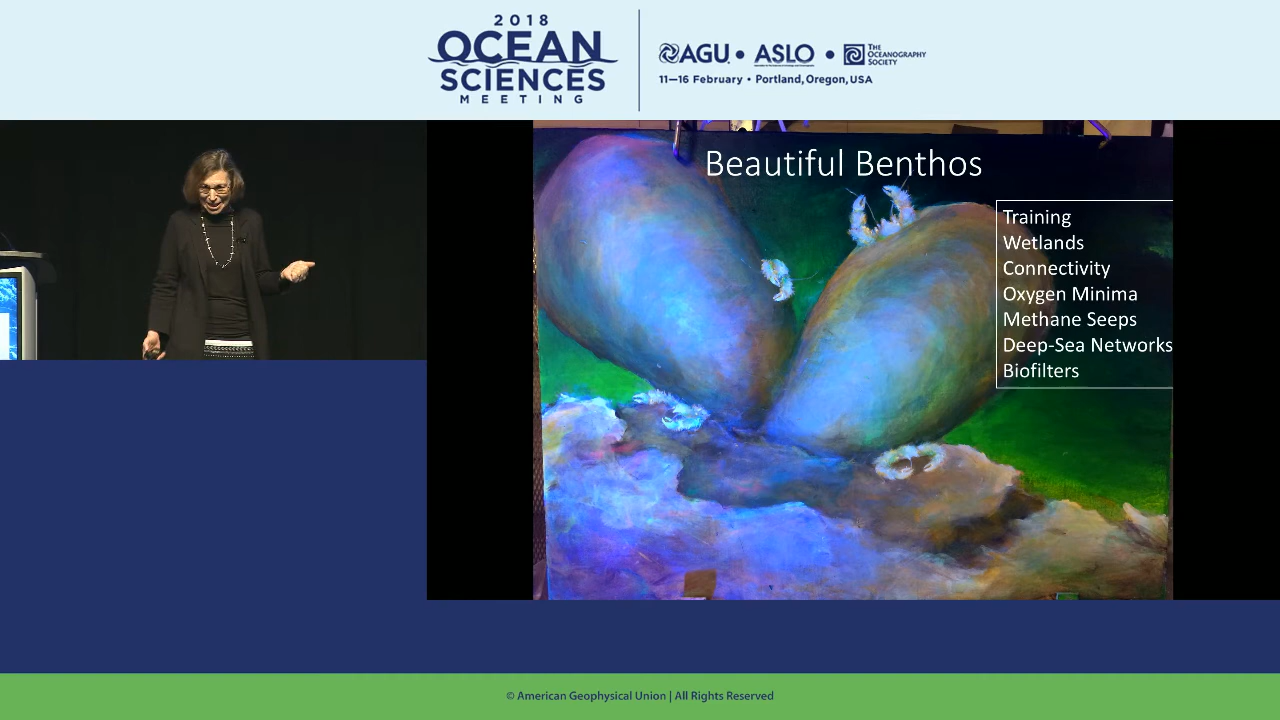 2018
OCEAN
SCIENCES
MEETING
AGU • ASLO • THE OCEANOGRAPHY SOCIETY
11—16 February • Portland, Oregon, USA
Beautiful Benthos
Training
Wetlands
Connectivity
Oxygen Minima
Methane Seeps
Deep-Sea Networks
Biofilters
© American Geophysical Union | All Rights Reserved